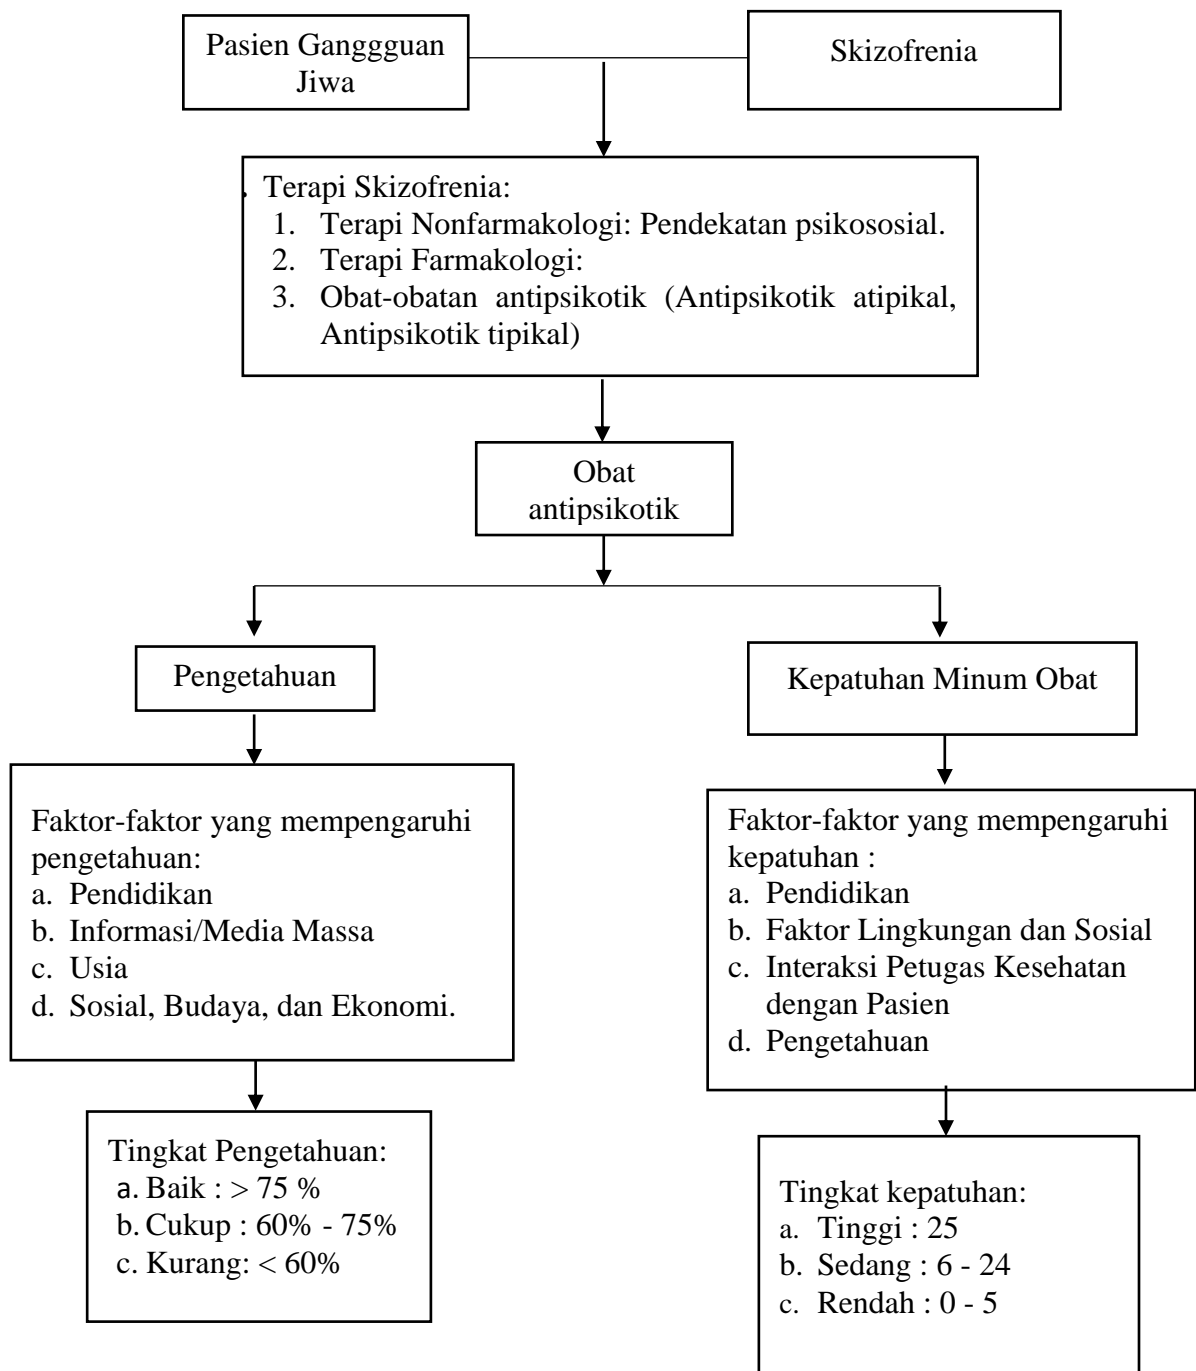 Pasien Ganggguan
Jiwa
Skizofrenia
. Terapi Skizofrenia:
1. Terapi Nonfarmakologi: Pendekatan psikososial.
2. Terapi Farmakologi:
3. Obat-obatan antipsikotik (Antipsikotik atipikal,
Antipsikotik tipikal)
Obat
antipsikotik
Pengetahuan
Kepatuhan Minum Obat
Faktor-faktor yang mempengaruhi
pengetahuan:
a. Pendidikan
b. Informasi/Media Massa
c. Usia
d. Sosial, Budaya, dan Ekonomi.
Faktor-faktor yang mempengaruhi
kepatuhan :
a. Pendidikan
b. Faktor Lingkungan dan Sosial
c. Interaksi Petugas Kesehatan
dengan Pasien
d. Pengetahuan
Tingkat Pengetahuan:
a. Baik : > 75 %
b. Cukup : 60% - 75%
c. Kurang: < 60%
Tingkat kepatuhan:
a. Tinggi : 25
b. Sedang : 6 - 24
c. Rendah : 0 - 5